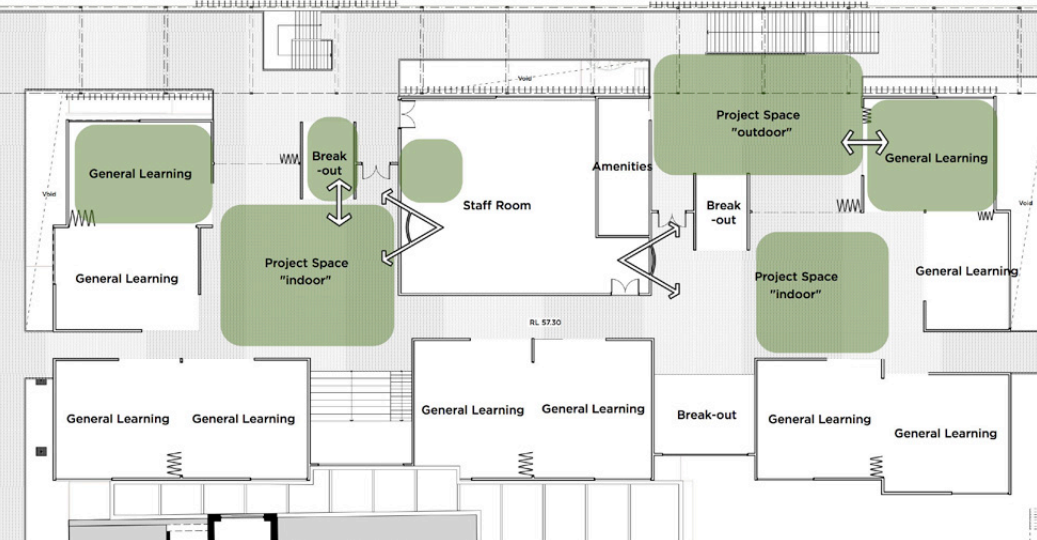 Void
Project Space
"outdoor"
General Learning
Break
-out
Amenities
General Learning
Void
Staff Room
Break
-out
Void
Project Space
"indoor"
General Learning
Project Space
"indoor"
General Learning
RL 57.30
General Learning
General Learning
General Learning
General Learning
Break-out
General Learning
General Learning